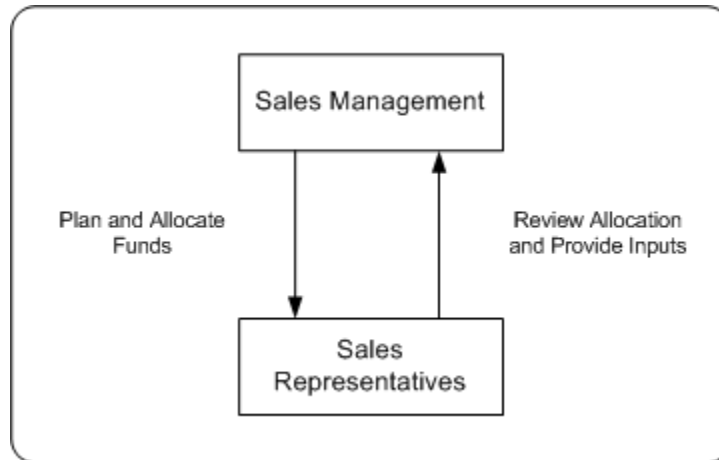 Sales Management
Plan and Allocate
Funds
Review Allocation
and Provide Inputs
Sales
Representatives